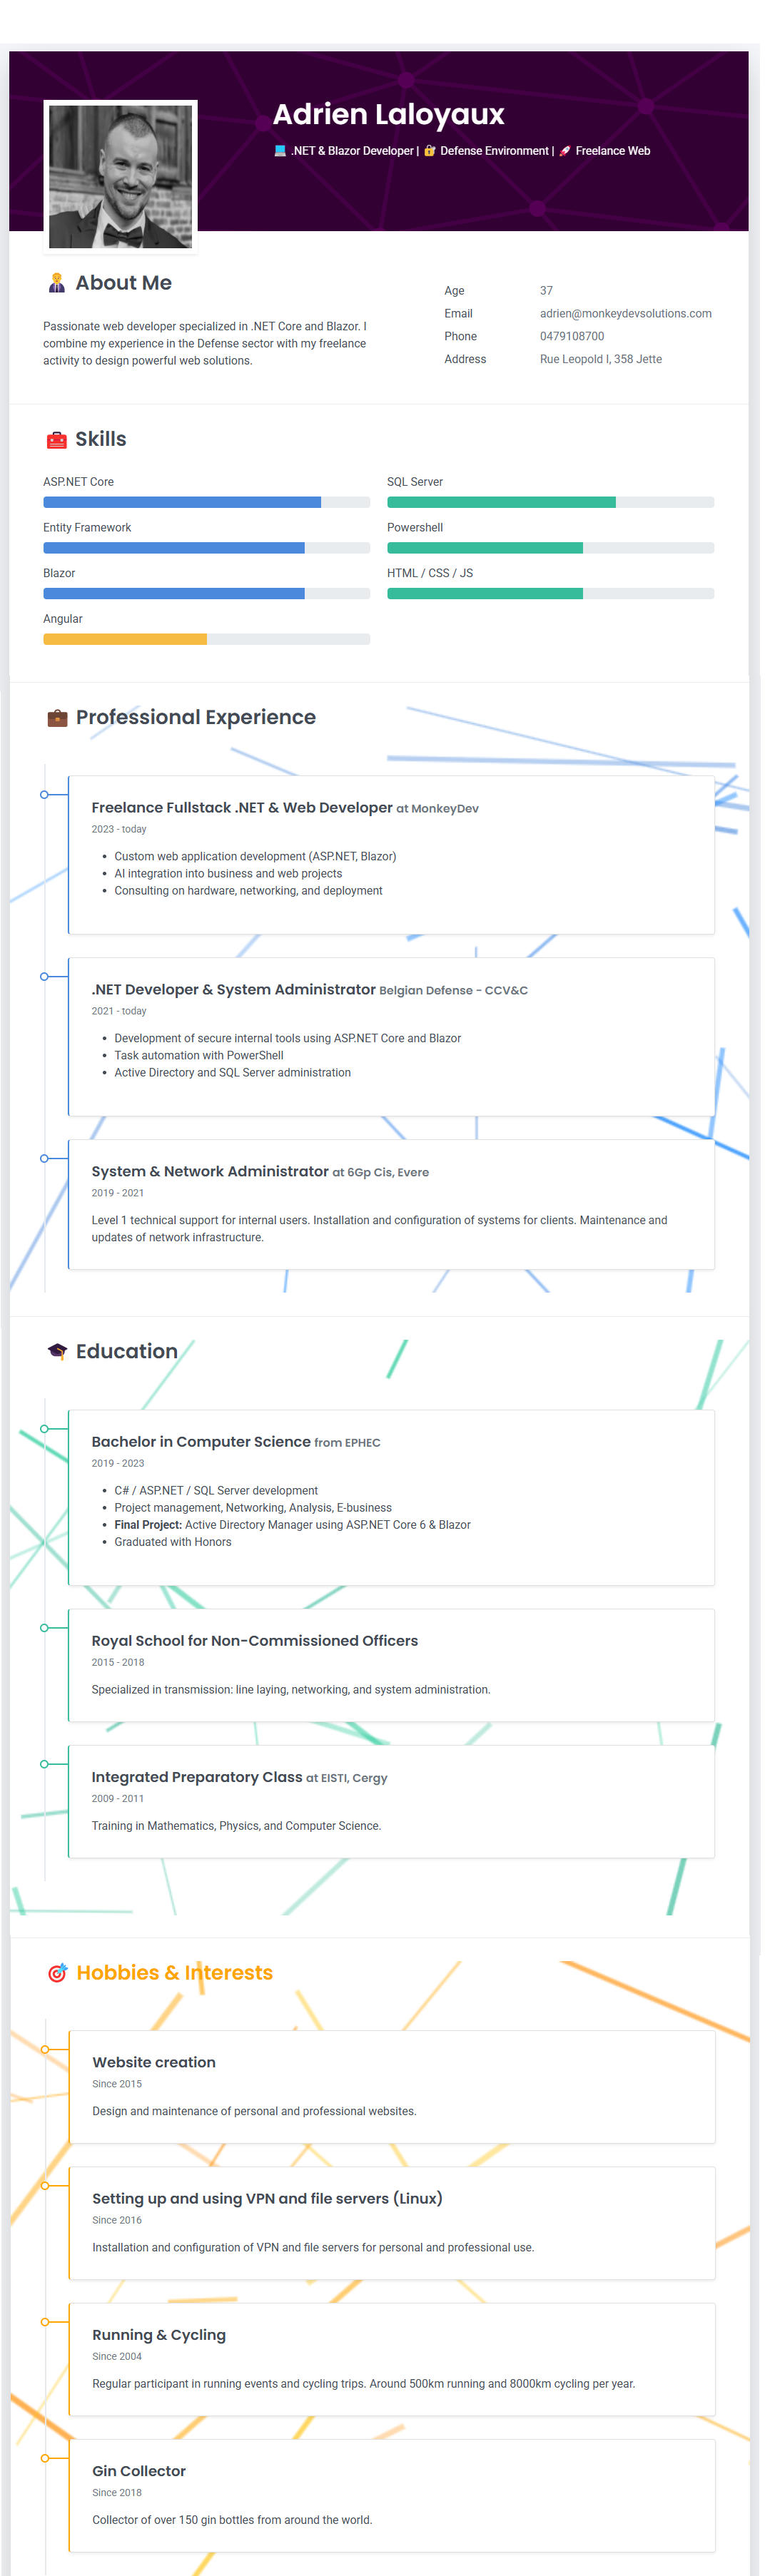 Adrien Laloyaux
💻 .NET & Blazor Developer | 🔐 Defense Environment | 🚀 Freelance Web
About Me
Passionate web developer specialized in .NET Core and Blazor. I
combine my experience in the Defense sector with my freelance
activity to design powerful web solutions.
Age 37
Email adrien@monkeydevsolutions.com
Phone 0479108700
Address Rue Leopold I, 358 Jette
Skills
ASP.NET Core
SQL Server
Entity Framework
Powershell
Blazor
HTML / CSS / JS
Angular
Professional Experience
Freelance Fullstack .NET & Web Developer at MonkeyDev
2023 - today
• Custom web application development (ASP.NET, Blazor)
• AI integration into business and web projects
• Consulting on hardware, networking, and deployment
.NET Developer & System Administrator Belgian Defense - CCV&C
2021 - today
• Development of secure internal tools using ASP.NET Core and Blazor
• Task automation with PowerShell
• Active Directory and SQL Server administration
System & Network Administrator at 6Gp Cis, Evere
2019 - 2021
Level 1 technical support for internal users. Installation and configuration of systems for clients. Maintenance and
updates of network infrastructure.
Education
Bachelor in Computer Science from EPHEC
2019 - 2023
• C# / ASP.NET / SQL Server development
• Project management, Networking, Analysis, E-business
• Final Project: Active Directory Manager using ASP.NET Core 6 & Blazor
• Graduated with Honors
Royal School for Non-Commissioned Officers
2015 - 2018
Specialized in transmission: line laying, networking, and system administration.
Integrated Preparatory Class at EISTI, Cergy
2009 - 2011
Training in Mathematics, Physics, and Computer Science.
Hobbies & Interests
Website creation
Since 2015
Design and maintenance of personal and professional websites.
Setting up and using VPN and file servers (Linux)
Since 2016
Installation and configuration of VPN and file servers for personal and professional use.
Running & Cycling
Since 2004
Regular participant in running events and cycling trips. Around 500km running and 8000km cycling per year.
Gin Collector
Since 2018
Collector of over 150 gin bottles from around the world.